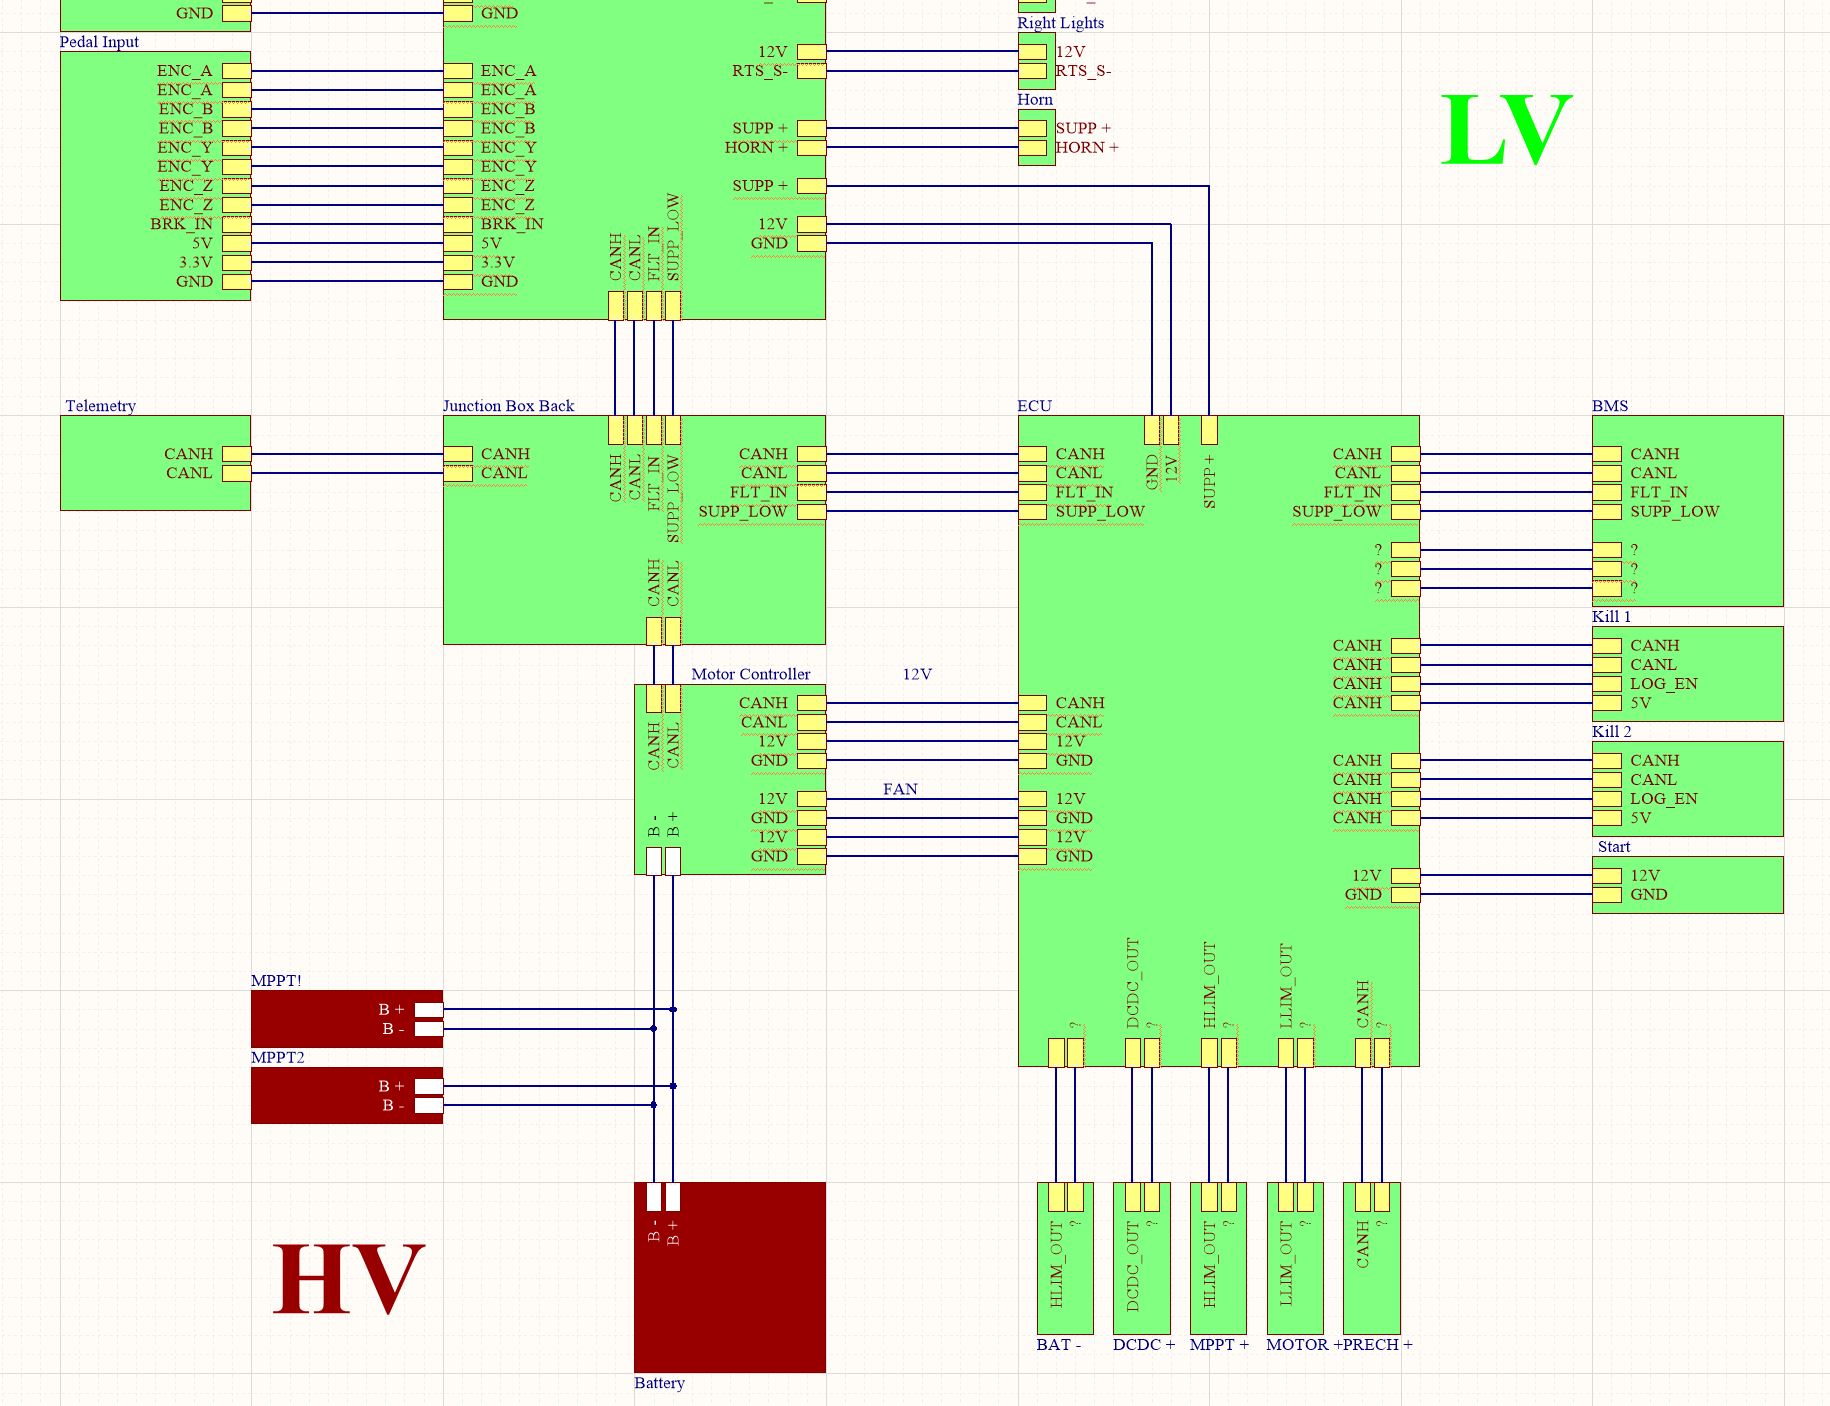 GND
GND
Pedal Input
ENC_A
ENC_A
ENC_B
ENC_B
ENC_Y
ENC_Y
ENC_Z
ENC_Z
BRK_IN
5V
3.3V
GND
ENC_A
ENC_A
ENC_B
ENC_B
ENC_Y
ENC_Y
ENC_Z
ENC_Z
BRK_IN
5V
3.3V
GND
12V
RTS_S-
SUPP +
HORN +
SUPP +
12V
GND
CANH
CANL
FLT_IN
SUPP_LOW
Right Lights
12V
RTS_S-
Horn
SUPP +
HORN +
LV
Telemetry
CANH
CANL
Junction Box Back
CANH
CANL
CANH
CANL
FLT_IN
SUPP_LOW
CANH
CANL
FLT_IN
SUPP_LOW
CANH
CANL
Motor Controller
CANH
CANL
CANH
CANL
12V
GND
12V
GND
12V
GND
B -
B +
12V
FAN
ECU
GND
12V
SUPP +
CANH
CANL
FLT_IN
SUPP_LOW
CANH
CANL
12V
GND
12V
GND
12V
GND
CANH
CANL
FLT_IN
SUPP_LOW
?
?
?
CANH
CANH
CANH
CANH
CANH
CANH
CANH
CANH
12V
GND
?
DCDC_OUT
?
HLIM_OUT
?
LLIM_OUT
?
CANH
?
BMS
CANH
CANL
FLT_IN
SUPP_LOW
?
?
?
Kill 1
CANH
CANL
LOG_EN
5V
Kill 2
CANH
CANL
LOG_EN
5V
Start
12V
GND
MPPT!
B +
B -
MPPT2
B +
B -
HV
B -
B +
Battery
HLIM_OUT
?
BAT -
DCDC_OUT
?
DCDC +
HLIM_OUT
?
MPPT +
LLIM_OUT
?
MOTOR +
CANH
?
PRECH +